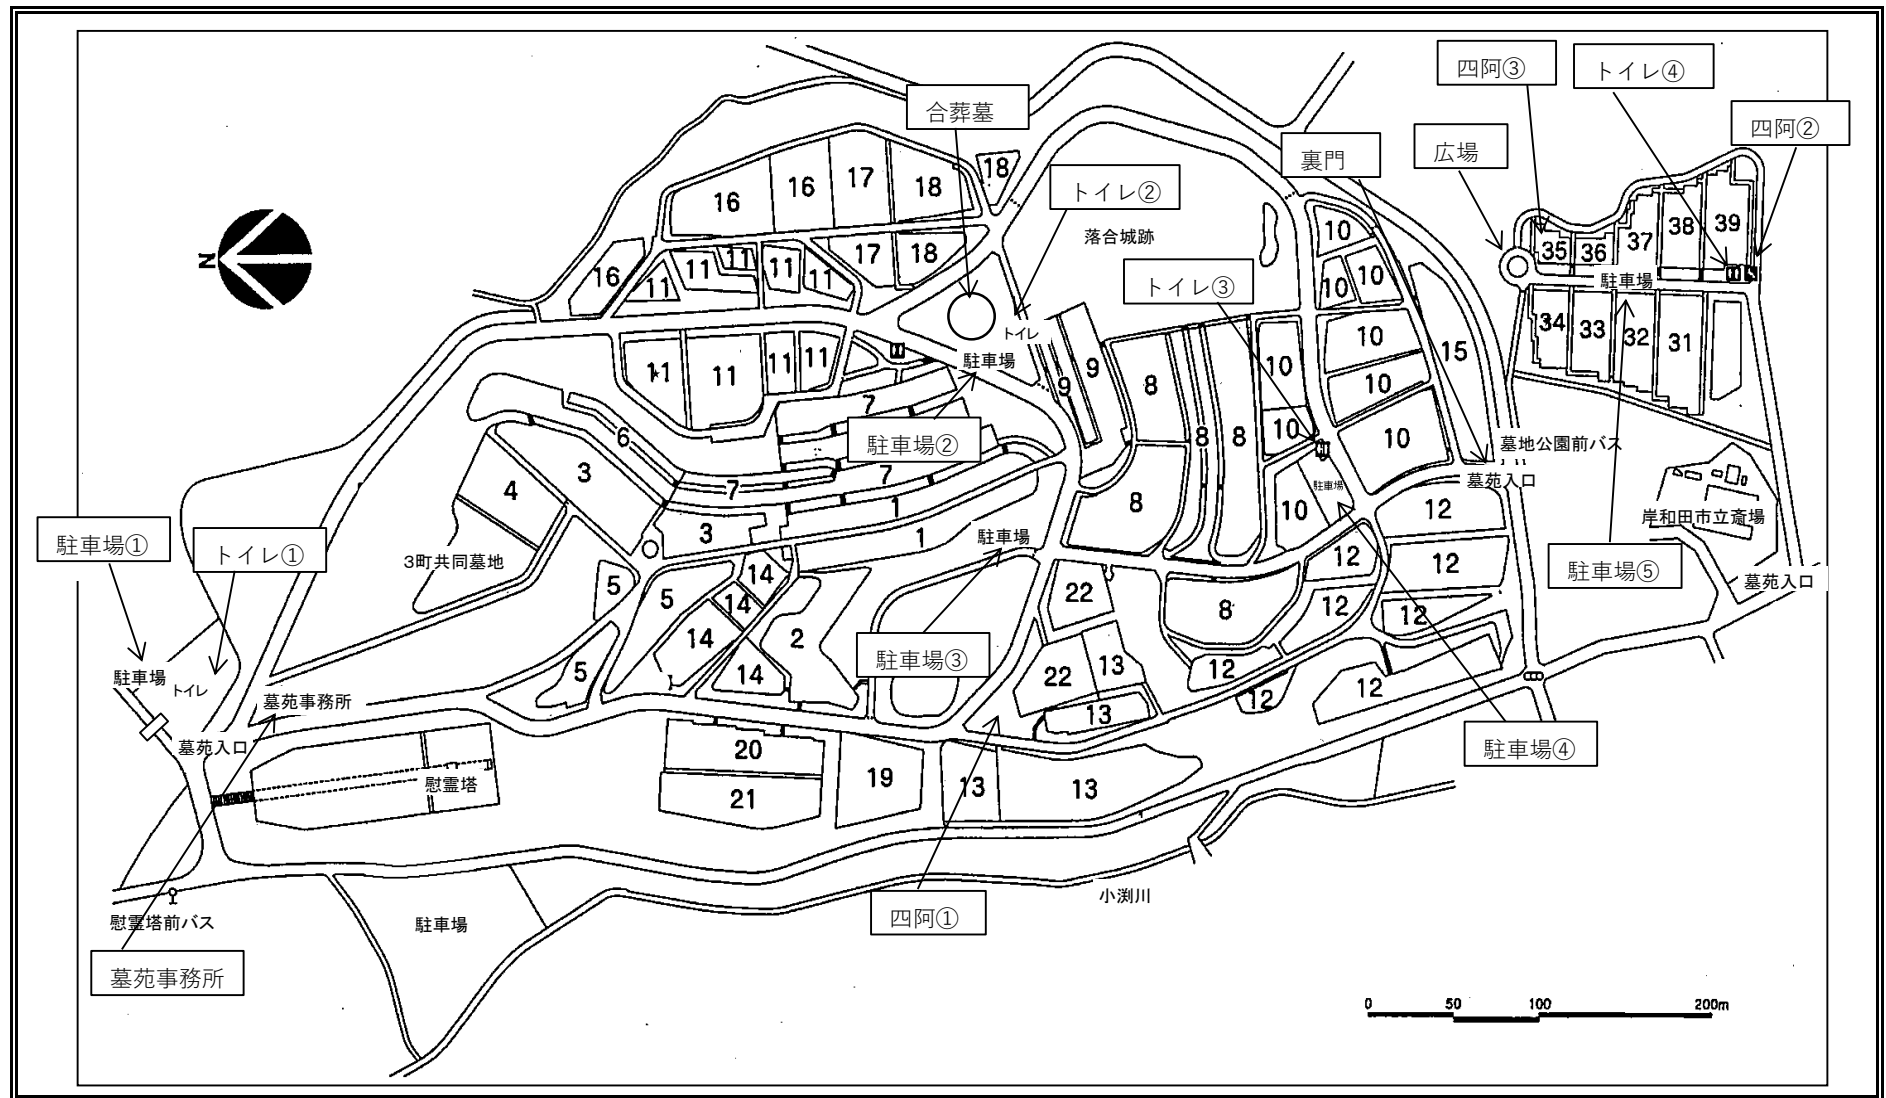 四阿③
トイレ④
四阿②
合葬墓
裏門
広場
16
16
17
18
18
トイレ②
落合城跡
10
35
36
37
38
39
駐車場
16
11
11
11
11
11
17
18
トイレ③
10
10
15
34
33
32
31
トイレ
駐車場
11
11
11
11
9
9
8
10
10
10
7
6
駐車場②
8
8
10
10
墓地公園前バス
墓苑入口
4
3
7
7
1
8
10
駐車場
12
岸和田市立斎場
駐車場①
トイレ①
3町共同墓地
3
1
駐車場
12
12
駐車場⑤
墓苑入口
5
5
14
14
14
14
2
22
8
12
12
駐車場③
駐車場
トイレ
5
22
13
12
12
12
墓苑事務所
墓苑入口
13
駐車場④
20
21
19
13
13
慰霊塔
四阿①
小渕川
慰霊塔前バス
駐車場
墓苑事務所
N
0 50 100 200m